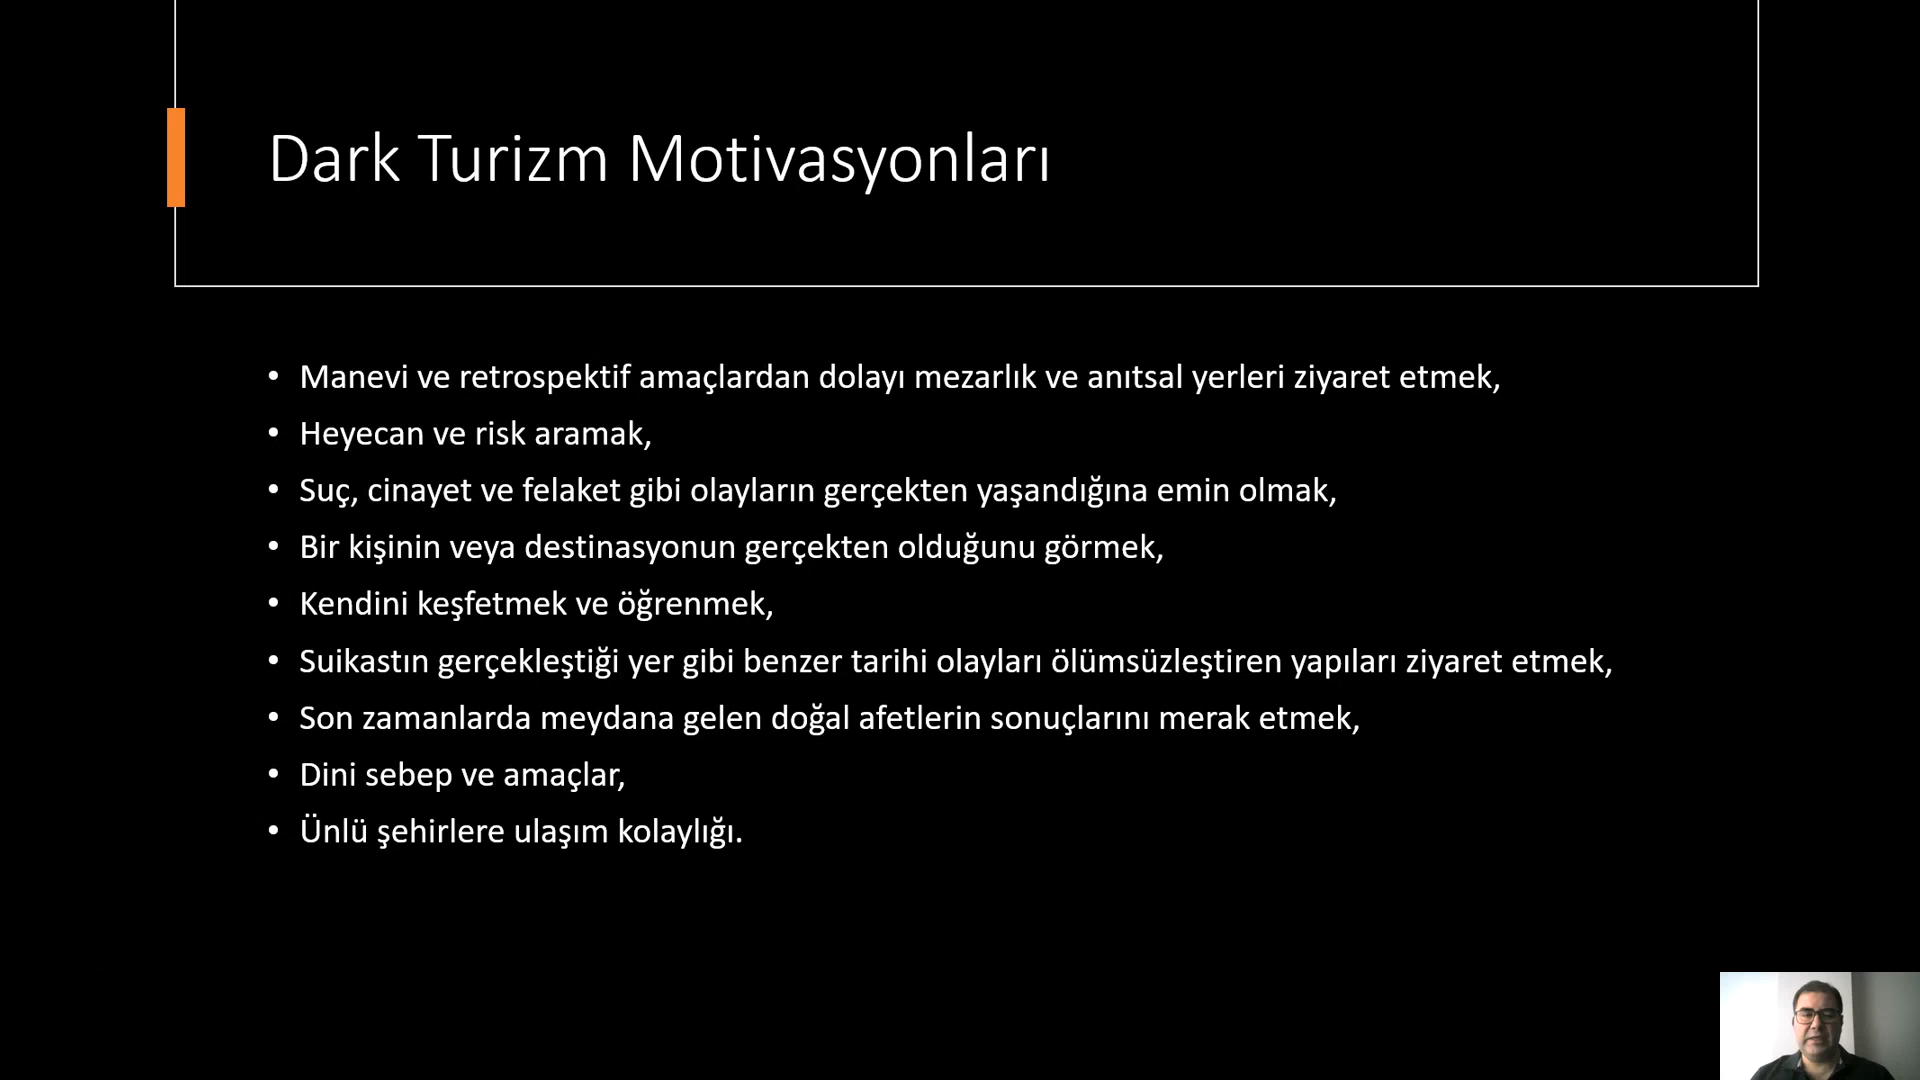 Dark Turizm Motivasyonları
• Manevi ve retrospektif amaçlardan dolayı mezarlık ve anıtsal yerleri ziyaret etmek,
• Heyecan ve risk aramak,
• Suç, cinayet ve felaket gibi olayların gerçekten yaşandığına emin olmak,
• Bir kişinin veya destinasyonun gerçekten olduğunu görmek,
• Kendini keşfetmek ve öğrenmek,
• Suikastın gerçekleştiği yer gibi benzer tarihi olayları ölümsüzleştiren yapıları ziyaret etmek,
• Son zamanlarda meydana gelen doğal afetlerin sonuçlarını merak etmek,
• Dini sebep ve amaçlar,
• Ünlü şehirlere ulaşım kolaylığı.